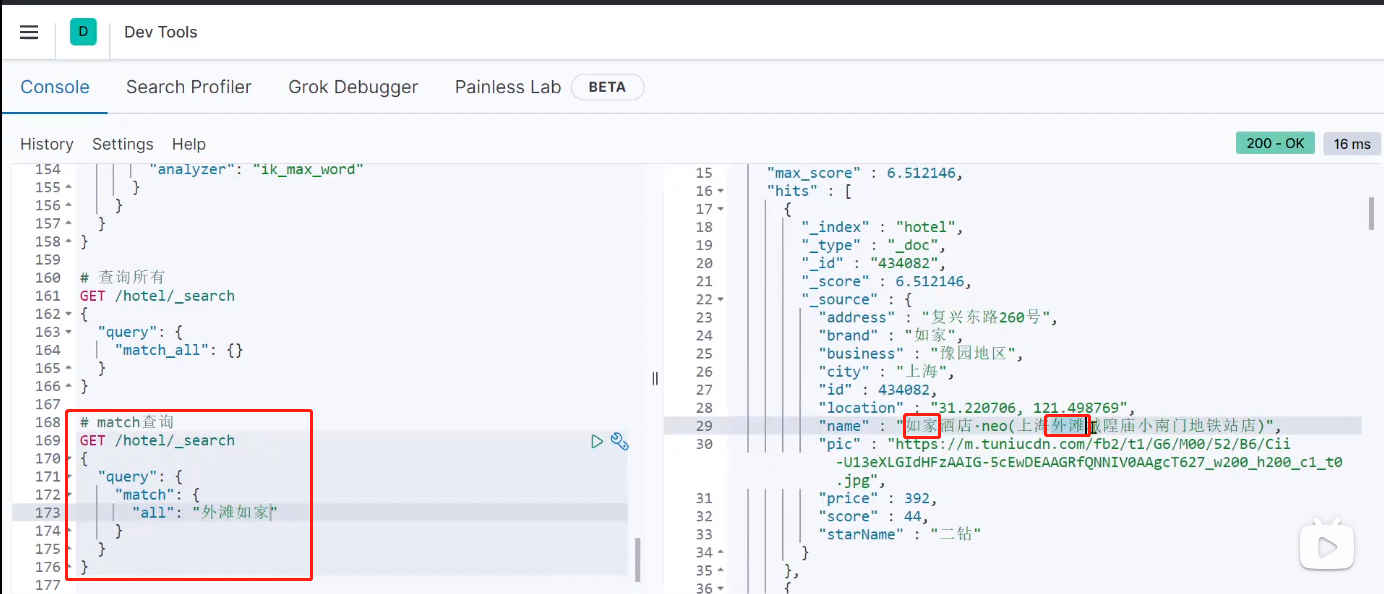 D Dev Tools
Console Search Profiler Grok Debugger Painless Lab BETA
History Settings Help
200 - OK 16 ms
154 "analyzer": "ik_max_word"
155 }
156 }
157 }
158 }
159
160 # 查询所有
161 GET /hotel/_search
162 {
163 "query": {
164 "match_all": {}
165 }
166 }
167
168 # match查询
169 GET /hotel/_search
170 {
171 "query": {
172 "match": {
173 "all": "外滩如家"
174 }
175 }
176 }
177
15 "max_score" : 6.512146,
16 "hits" : [
17 {
18 "_index" : "hotel",
19 "_type" : "_doc",
20 "_id" : "434082",
21 "_score" : 6.512146,
22 "_source" : {
23 "address" : "复兴东路260号",
24 "brand" : "如家",
25 "business" : "豫园地区",
26 "city" : "上海",
27 "id" : 434082,
28 "location" : "31.220706, 121.498769",
29 "name" : "如家酒店·neo(上海外滩城隍庙小南门地铁站店)",
30 "pic" : "https://m.tuniucdn.com/fb2/t1/G6/M00/52/B6/Cii
-U13eXLGIdHFzAAIG-5cEwDEAAGRfQNNIV0AAgcT627_w200_h200_c1_t0
.jpg",
31 "price" : 392,
32 "score" : 44,
33 "starName" : "二钻"
34 }
35 },
36 {